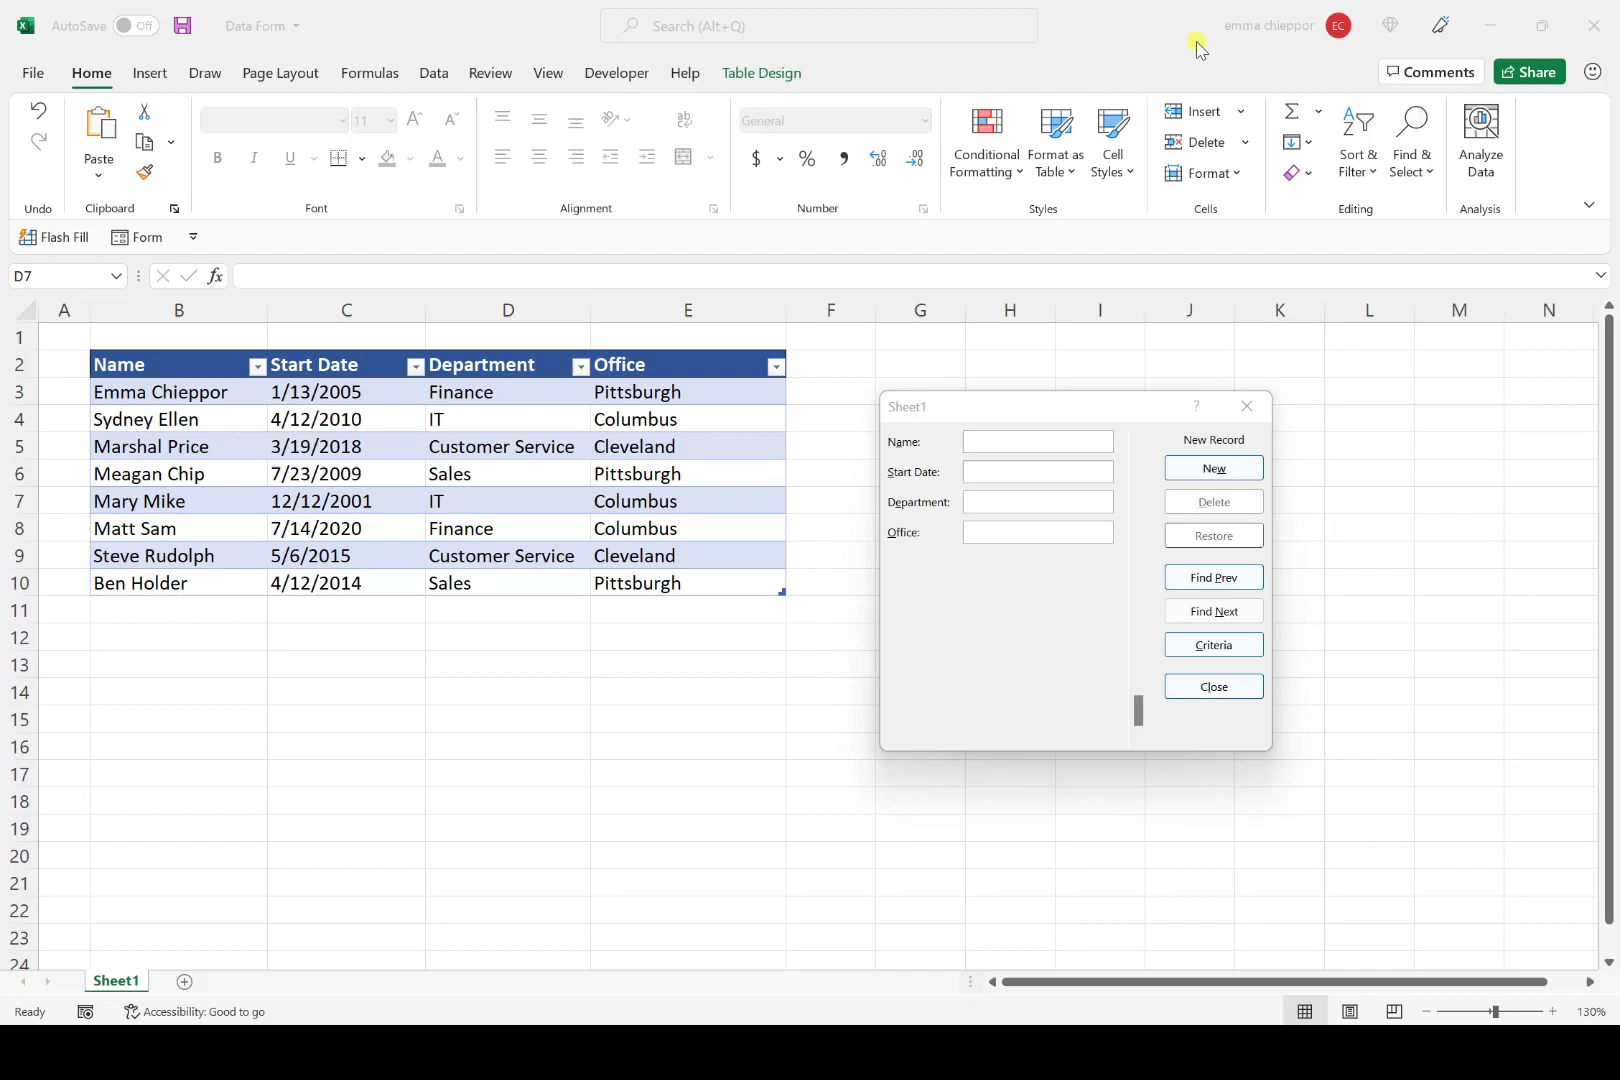 AutoSave Off Data Form Search (Alt+Q) emma chieppor EC
File Home Insert Draw Page Layout Formulas Data Review View Developer Help Table Design Comments Share
Paste 11 B I U General $ % , Conditional Formatting Format as Table Cell Styles Insert Delete Format Sort & Filter Find & Select Analyze Data
Undo Clipboard Font Alignment Number Styles Cells Editing Analysis
Flash Fill Form
D7 fx
A B C D E F G H I J K L M N
1
2 Name Start Date Department Office
3 Emma Chieppor 1/13/2005 Finance Pittsburgh
4 Sydney Ellen 4/12/2010 IT Columbus
5 Marshal Price 3/19/2018 Customer Service Cleveland
6 Meagan Chip 7/23/2009 Sales Pittsburgh
7 Mary Mike 12/12/2001 IT Columbus
8 Matt Sam 7/14/2020 Finance Columbus
9 Steve Rudolph 5/6/2015 Customer Service Cleveland
10 Ben Holder 4/12/2014 Sales Pittsburgh
11
12
13
14
15
16
17
18
19
20
21
22
23
24
Sheet1 ?
Name: New Record
Start Date: New
Department: Delete
Office: Restore
Find Prev
Find Next
Criteria
Close
Sheet1
Ready Accessibility: Good to go 130%